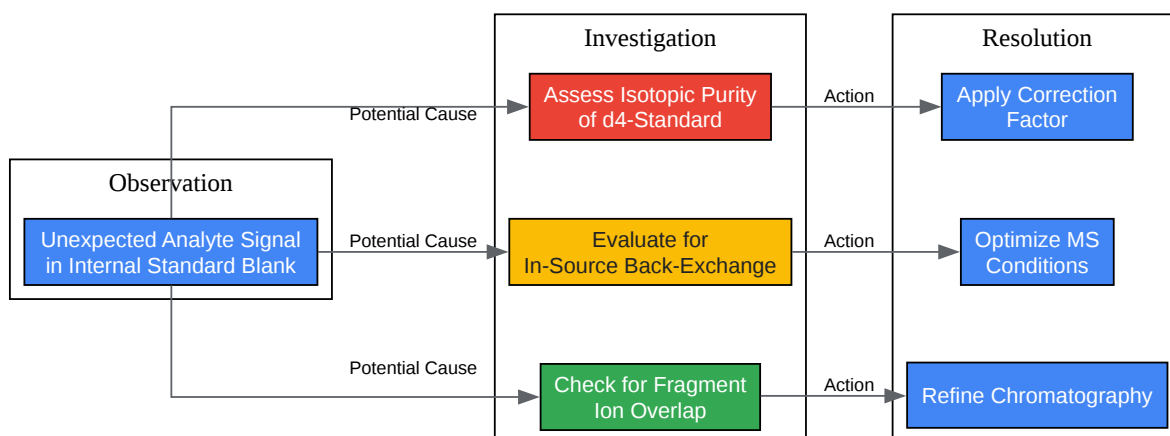 Investigation
Resolution
Assess Isotopic Purity
of d4-Standard
Potential Cause
Action
Apply Correction
Factor
Observation
Unexpected Analyte Signal
in Internal Standard Blank
Potential Cause
Evaluate for
In-Source Back-Exchange
Action
Optimize MS
Conditions
Potential Cause
Check for Fragment
Ion Overlap
Action
Refine Chromatography